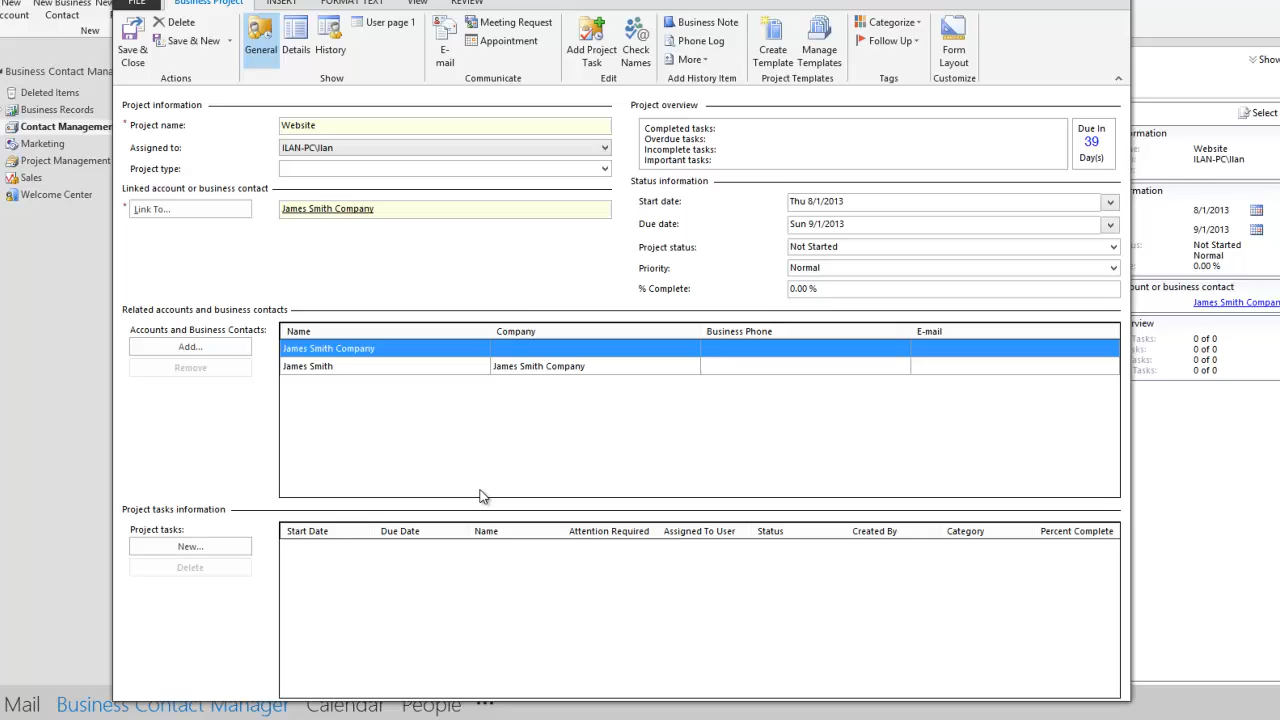 New
New Business
New
ccount
Contact
Pro
New
FILE
Business Project
INSERT
FORMAT TEXT
VIEW
REVIEW
Save &
Close
Delete
Save & New
Actions
General
Details
History
User page 1
Show
E-
mail
Meeting Request
Appointment
Communicate
Add Project
Task
Check
Names
Edit
Business Note
Phone Log
More
Add History Item
Create
Template
Manage
Templates
Project Templates
Categorize
Follow Up
Tags
Form
Layout
Customize
Business Contact Mana
Deleted Items
Business Records
Contact Managemen
Marketing
Project Management
Sales
Welcome Center
Project information
* Project name: Website
Assigned to: ILAN-PC\Ilan
Project type:
Linked account or business contact
* Link To... James Smith Company
Project overview
Completed tasks:
Overdue tasks:
Incomplete tasks:
Important tasks:
Due In
39
Day(s)
Status information
Start date: Thu 8/1/2013
Due date: Sun 9/1/2013
Project status: Not Started
Priority: Normal
% Complete: 0.00 %
Related accounts and business contacts
Accounts and Business Contacts:
Add...
Remove
Name Company Business Phone E-mail
James Smith Company
James Smith James Smith Company
Project tasks information
Project tasks:
New...
Delete
Start Date Due Date Name Attention Required Assigned To User Status Created By Category Percent Complete
Show
Select
ormation
e: Website
ILAN-PC\Ilan
rmation
8/1/2013
9/1/2013
us: Not Started
Normal
e: 0.00 %
ount or business contact
James Smith Compan
rview
Tasks: 0 of 0
ks: 0 of 0
asks: 0 of 0
Tasks: 0 of 0
Mail Business Contact Manager Calendar People ...